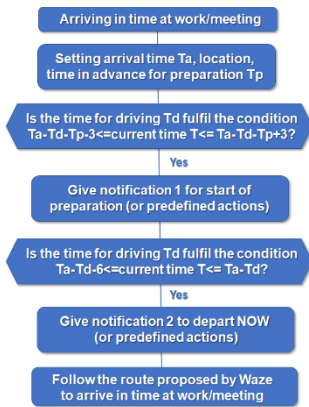 Arriving in time at work/meeting
Setting arrival time Ta, location,
time in advance for preparation Tp
Is the time for driving Td fulfil the condition
Ta-Td-Tp-3<=current time T<= Ta-Td-Tp+3?
Yes
Give notification 1 for start of
preparation (or predefined actions)
Is the time for driving Td fulfil the condition
Ta-Td-6<=current time T<= Ta-Td?
Yes
Give notification 2 to depart NOW
(or predefined actions)
Follow the route proposed by Waze
to arrive in time at work/meeting